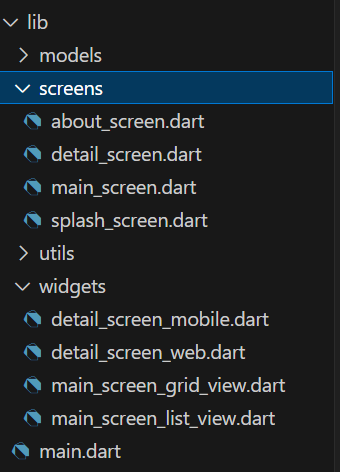 lib
models
screens
about_screen.dart
detail_screen.dart
main_screen.dart
splash_screen.dart
utils
widgets
detail_screen_mobile.dart
detail_screen_web.dart
main_screen_grid_view.dart
main_screen_list_view.dart
main.dart